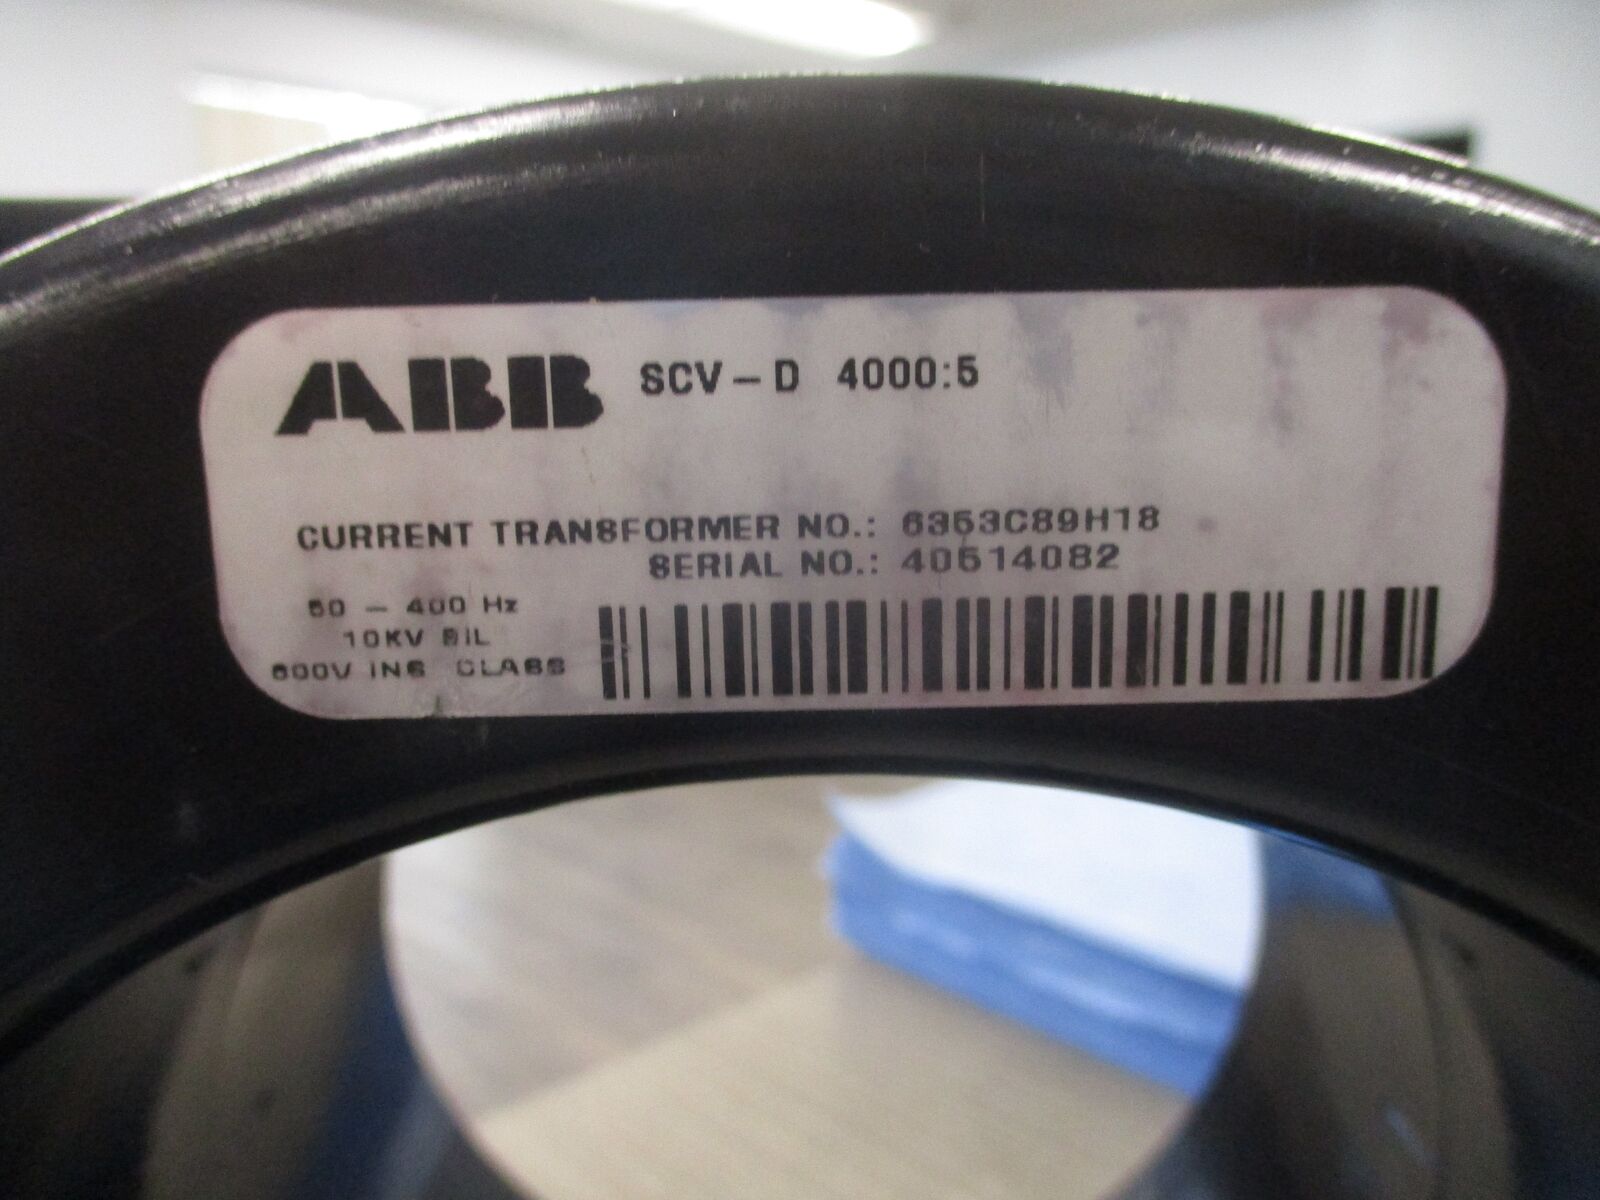 ABB SCV-D 4000:5
CURRENT TRANSFORMER NO.: 6353C89H18
SERIAL NO.: 40514082
50 - 400 Hz
10KV BIL
600V INS CLASS